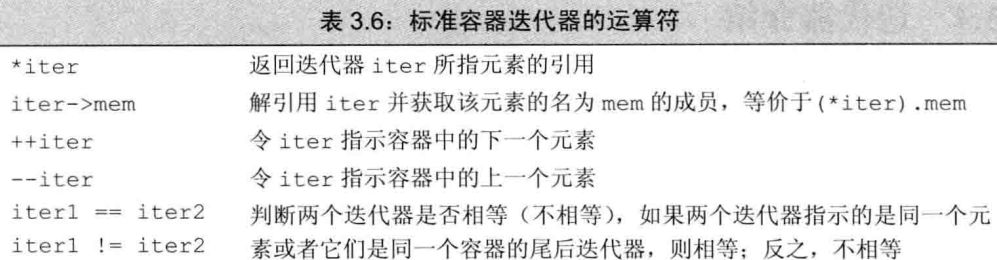 表 3.6：标准容器迭代器的运算符
*iter 返回迭代器 iter 所指元素的引用
iter->mem 解引用 iter 并获取该元素的名为 mem 的成员，等价于(*iter).mem
++iter 令 iter 指示容器中的下一个元素
--iter 令 iter 指示容器中的上一个元素
iter1 == iter2 判断两个迭代器是否相等（不相等），如果两个迭代器指示的是同一个元
iter1 != iter2 素或者它们是同一个容器的尾后迭代器，则相等；反之，不相等